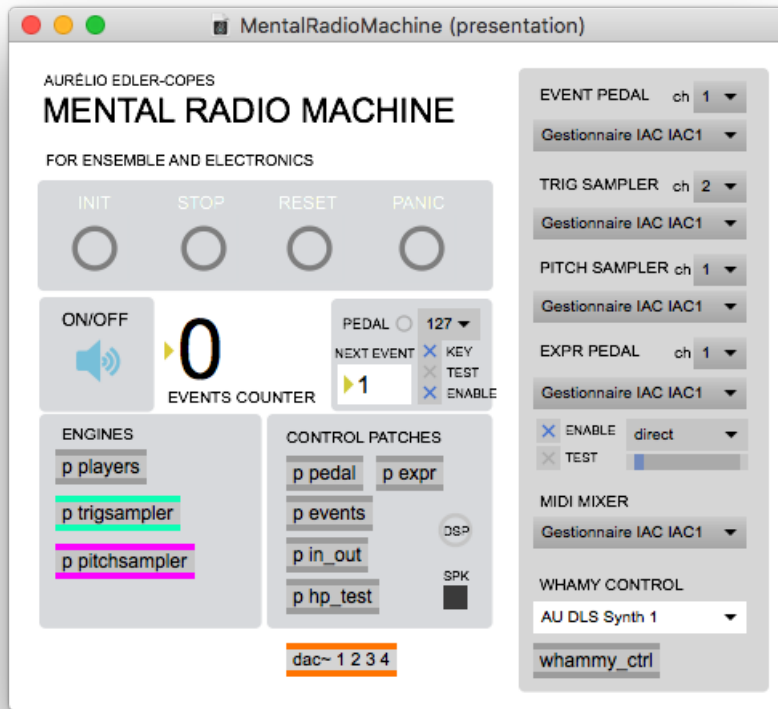 MentalRadioMachine (presentation)
AURÉLIO EDLER-COPES
MENTAL RADIO MACHINE
FOR ENSEMBLE AND ELECTRONICS
INIT STOP RESET PANIC
ON/OFF
0
EVENTS COUNTER
PEDAL 127
NEXT EVENT
1
KEY
TEST
ENABLE
ENGINES
p players
p trigsampler
p pitchsampler
CONTROL PATCHES
p pedal p expr
p events
p in_out
p hp_test
DSP
SPK
dac~ 1 2 3 4
EVENT PEDAL ch 1
Gestionnaire IAC IAC1
TRIG SAMPLER ch 2
Gestionnaire IAC IAC1
PITCH SAMPLER ch 1
Gestionnaire IAC IAC1
EXPR PEDAL ch 1
Gestionnaire IAC IAC1
ENABLE direct
TEST
MIDI MIXER
Gestionnaire IAC IAC1
WHAMY CONTROL
AU DLS Synth 1
whammy_ctrl